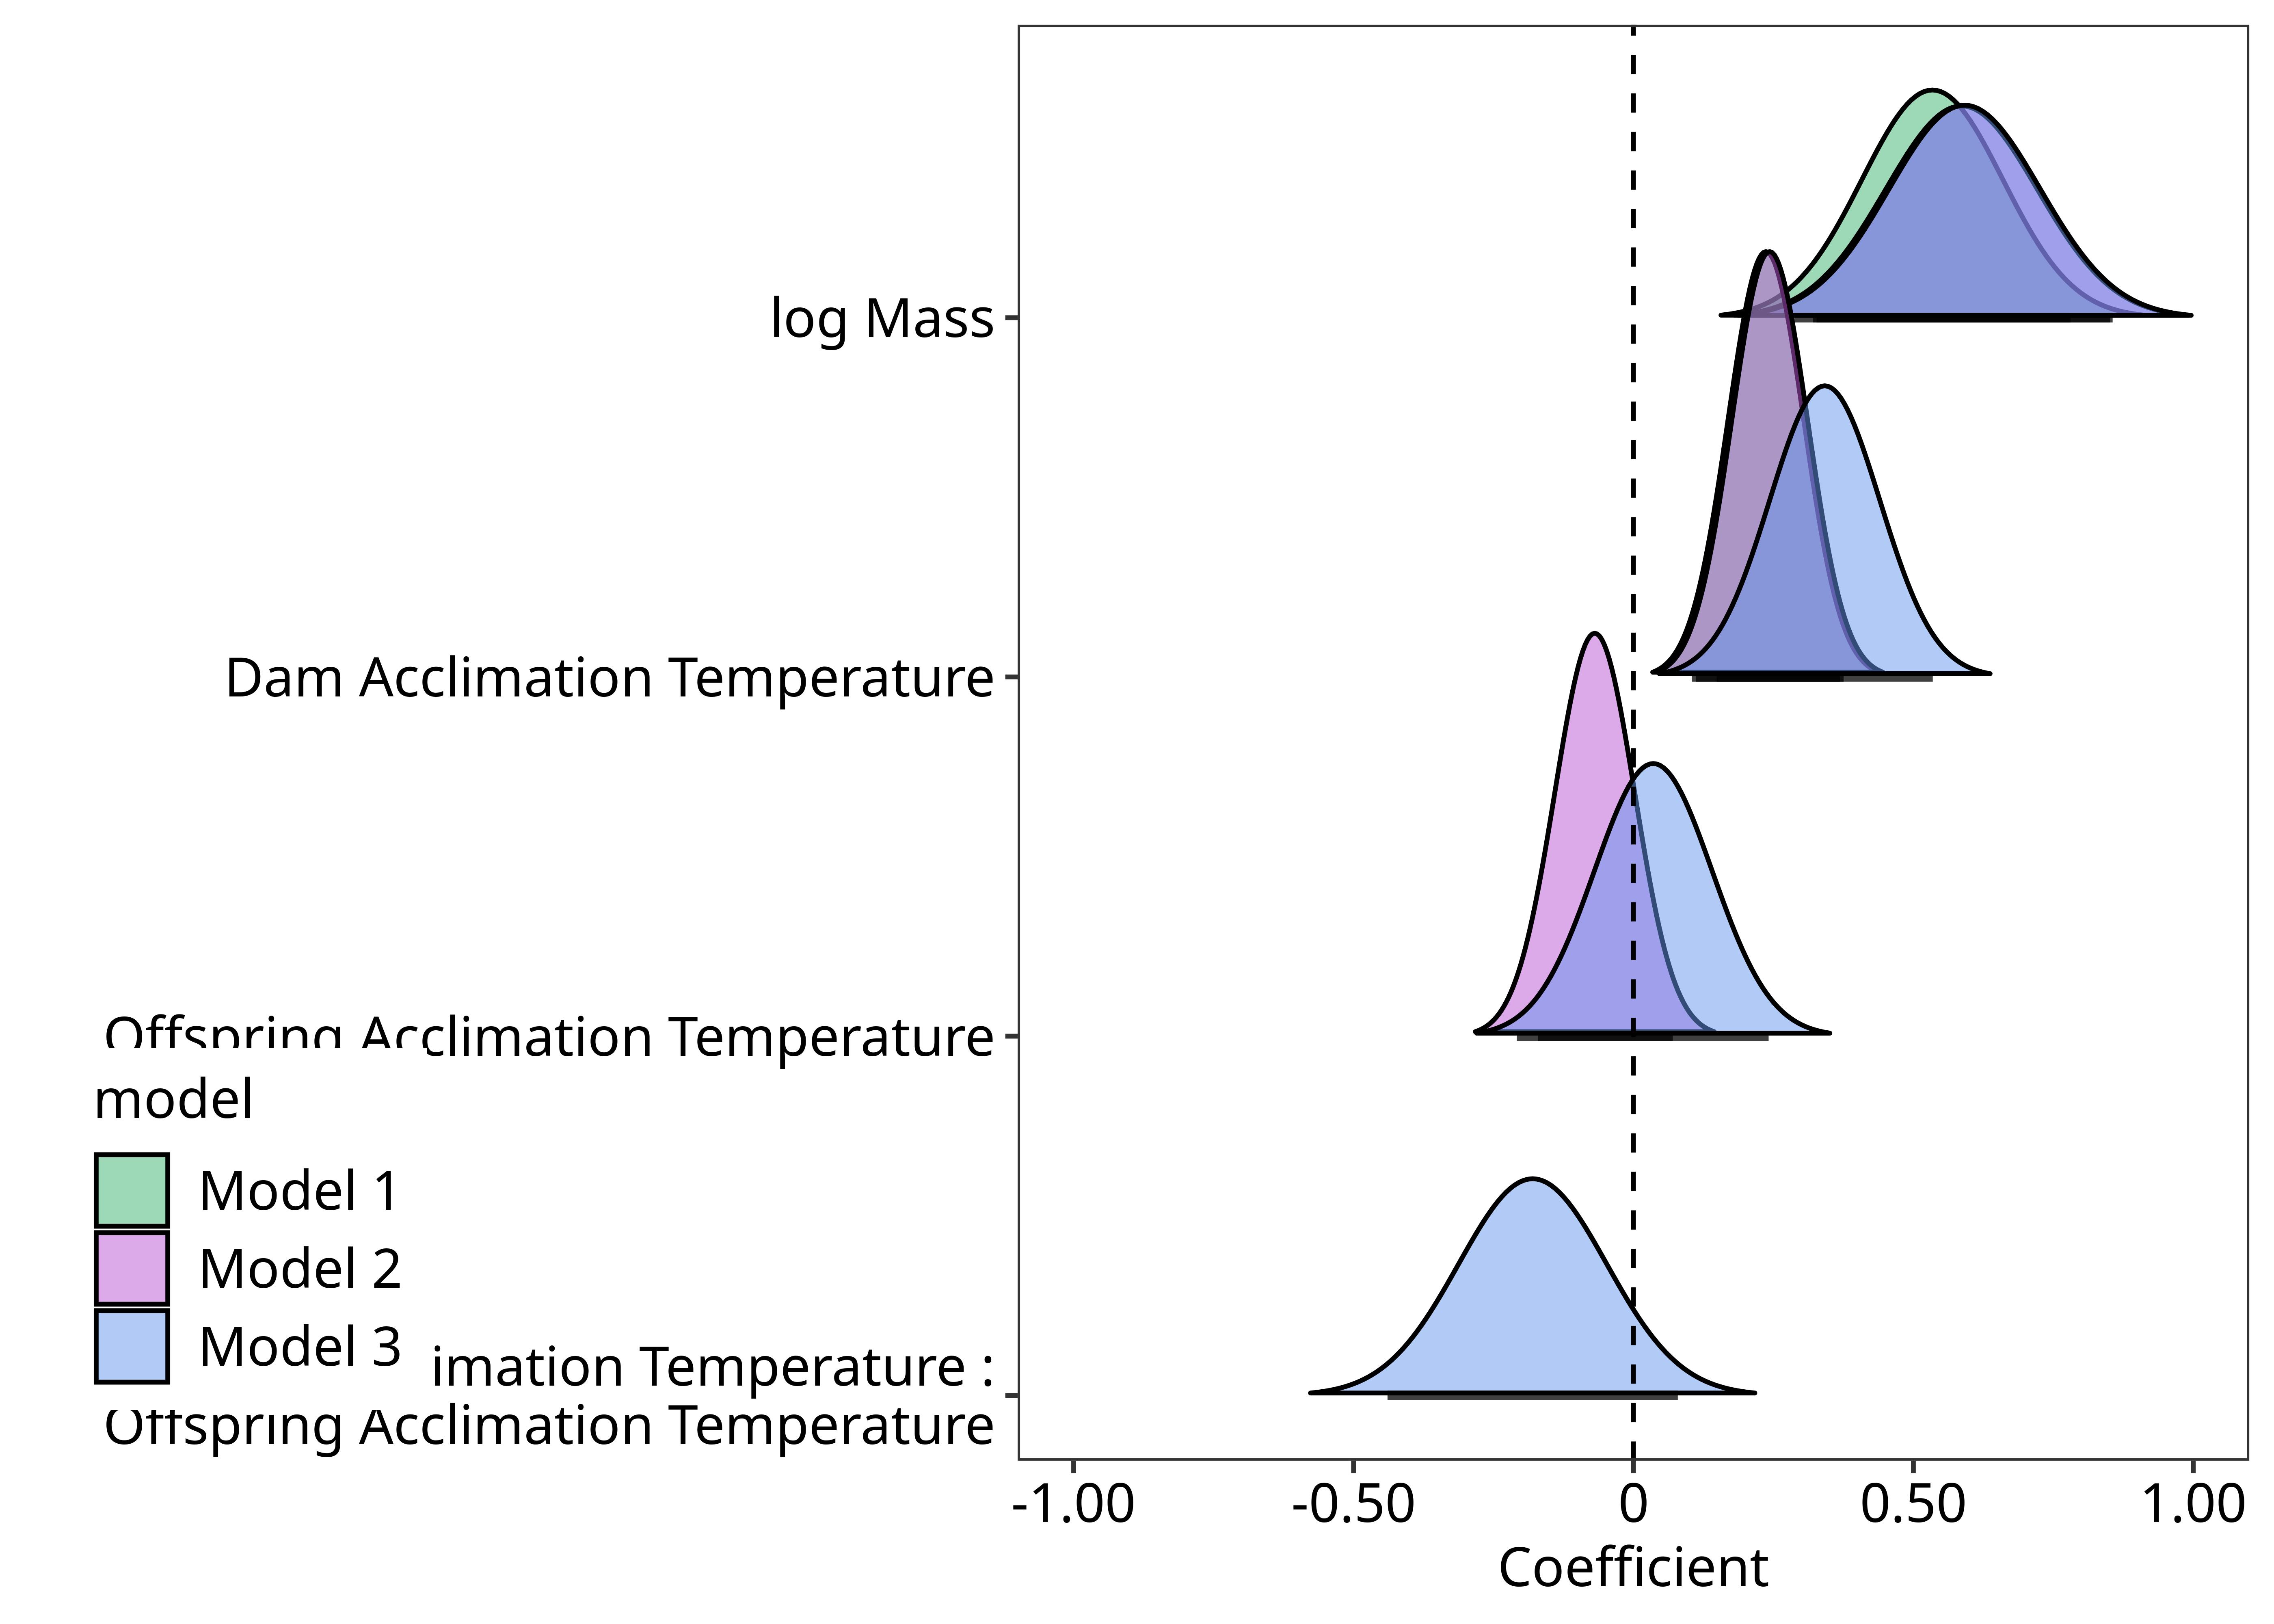 log Mass
Dam Acclimation Temperature
Offspring Acclimation Temperature
model
Model 1
Model 2
Model 3
imation Temperature :
Offspring Acclimation Temperature
-1.00 -0.50 0 0.50 1.00
Coefficient